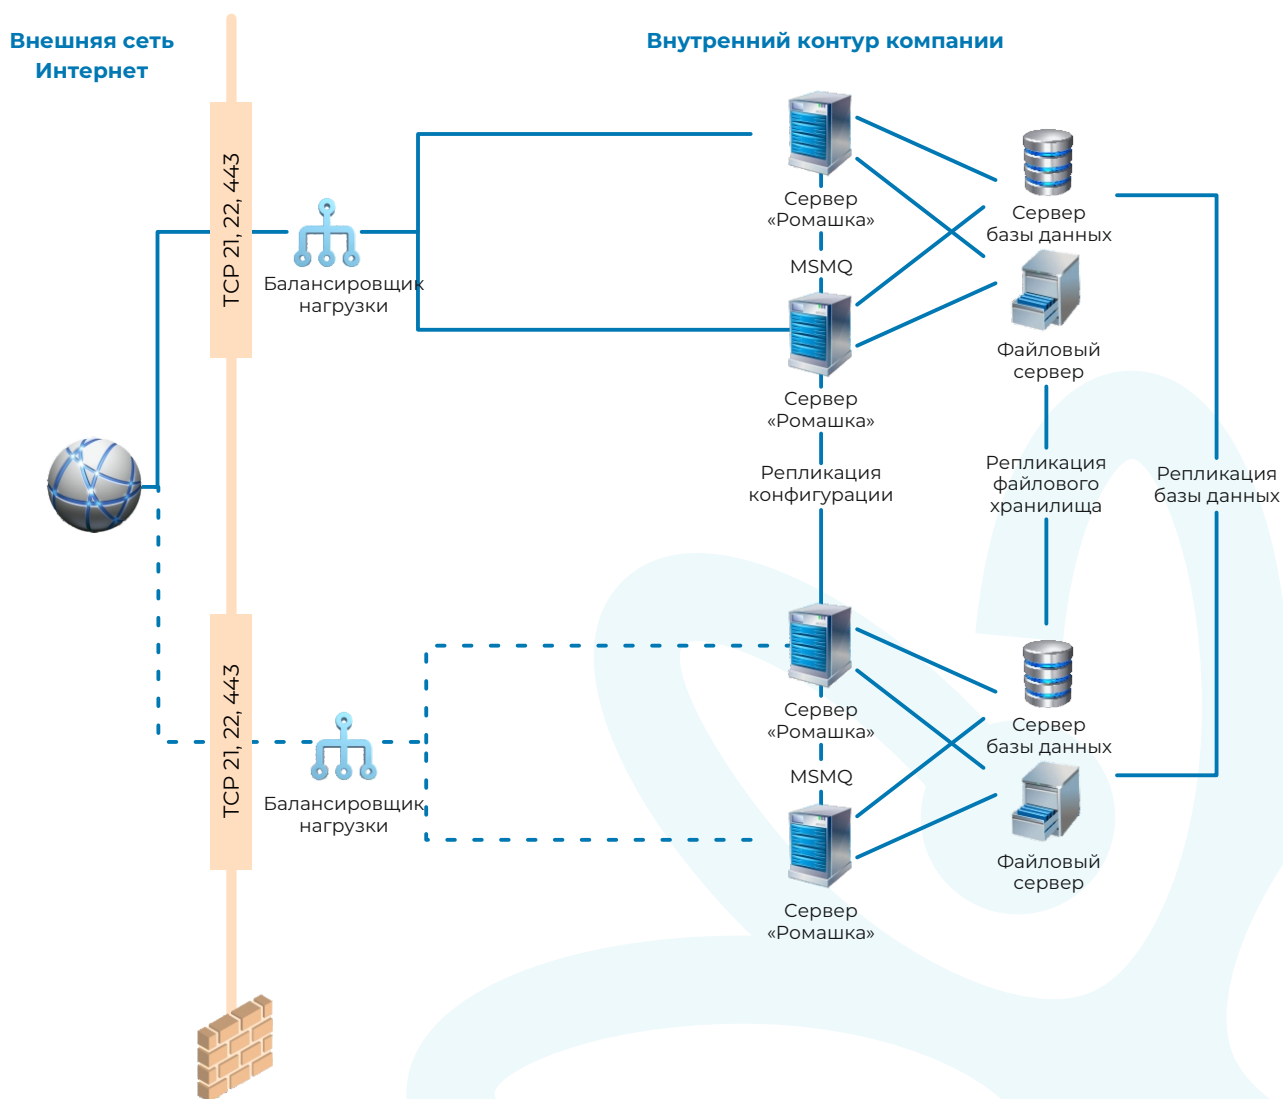 Внешняя сеть
Интернет
Внутренний контур компании
TCP 21, 22, 443
Балансировщик
нагрузки
Сервер
«Ромашка»
MSMQ
Сервер
«Ромашка»
Сервер
базы данных
Файловый
сервер
Репликация
конфигурации
Репликация
файлового
хранилища
Репликация
базы данных
TCP 21, 22, 443
Балансировщик
нагрузки
Сервер
«Ромашка»
MSMQ
Сервер
«Ромашка»
Сервер
базы данных
Файловый
сервер